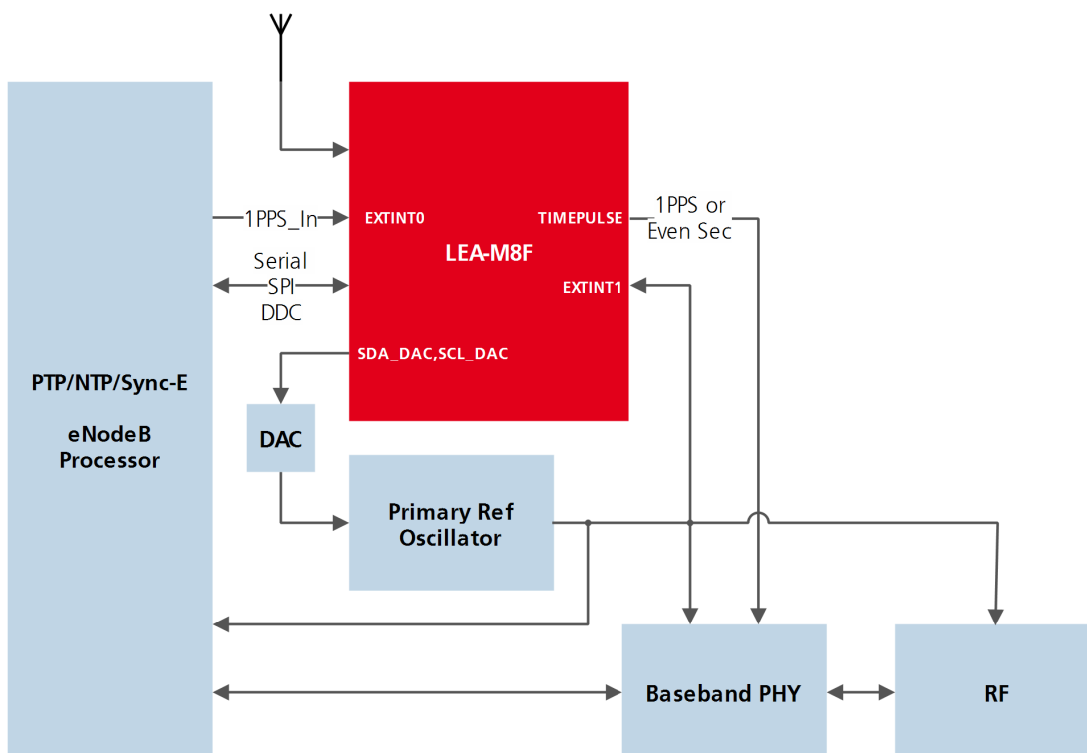 1PPS_In
EXTINT0
TIMEPULSE
1PPS or
Even Sec
LEA-M8F
Serial
SPI
DDC
EXTINT1
SDA_DAC,SCL_DAC
PTP/NTP/Sync-E
eNodeB
Processor
DAC
Primary Ref
Oscillator
Baseband PHY
RF